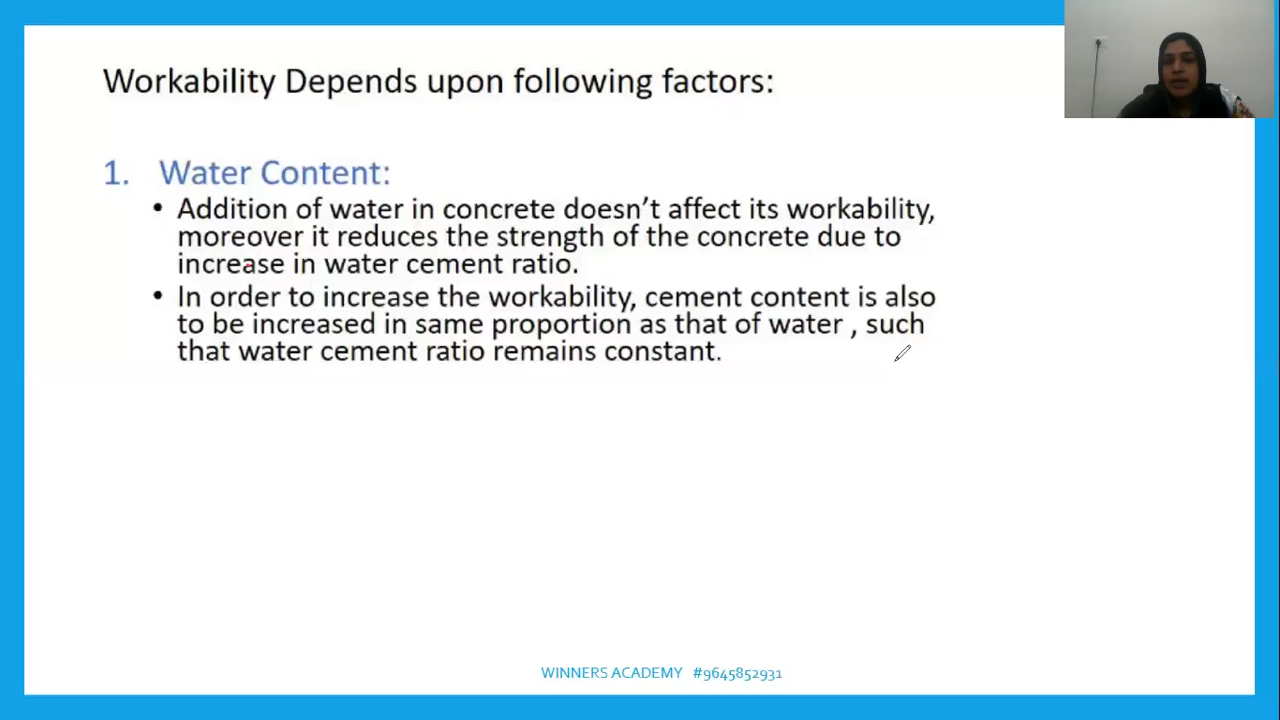 Workability Depends upon following factors:
1. Water Content:
• Addition of water in concrete doesn't affect its workability,
moreover it reduces the strength of the concrete due to
increase in water cement ratio.
• In order to increase the workability, cement content is also
to be increased in same proportion as that of water , such
that water cement ratio remains constant.
WINNERS ACADEMY #9645852931